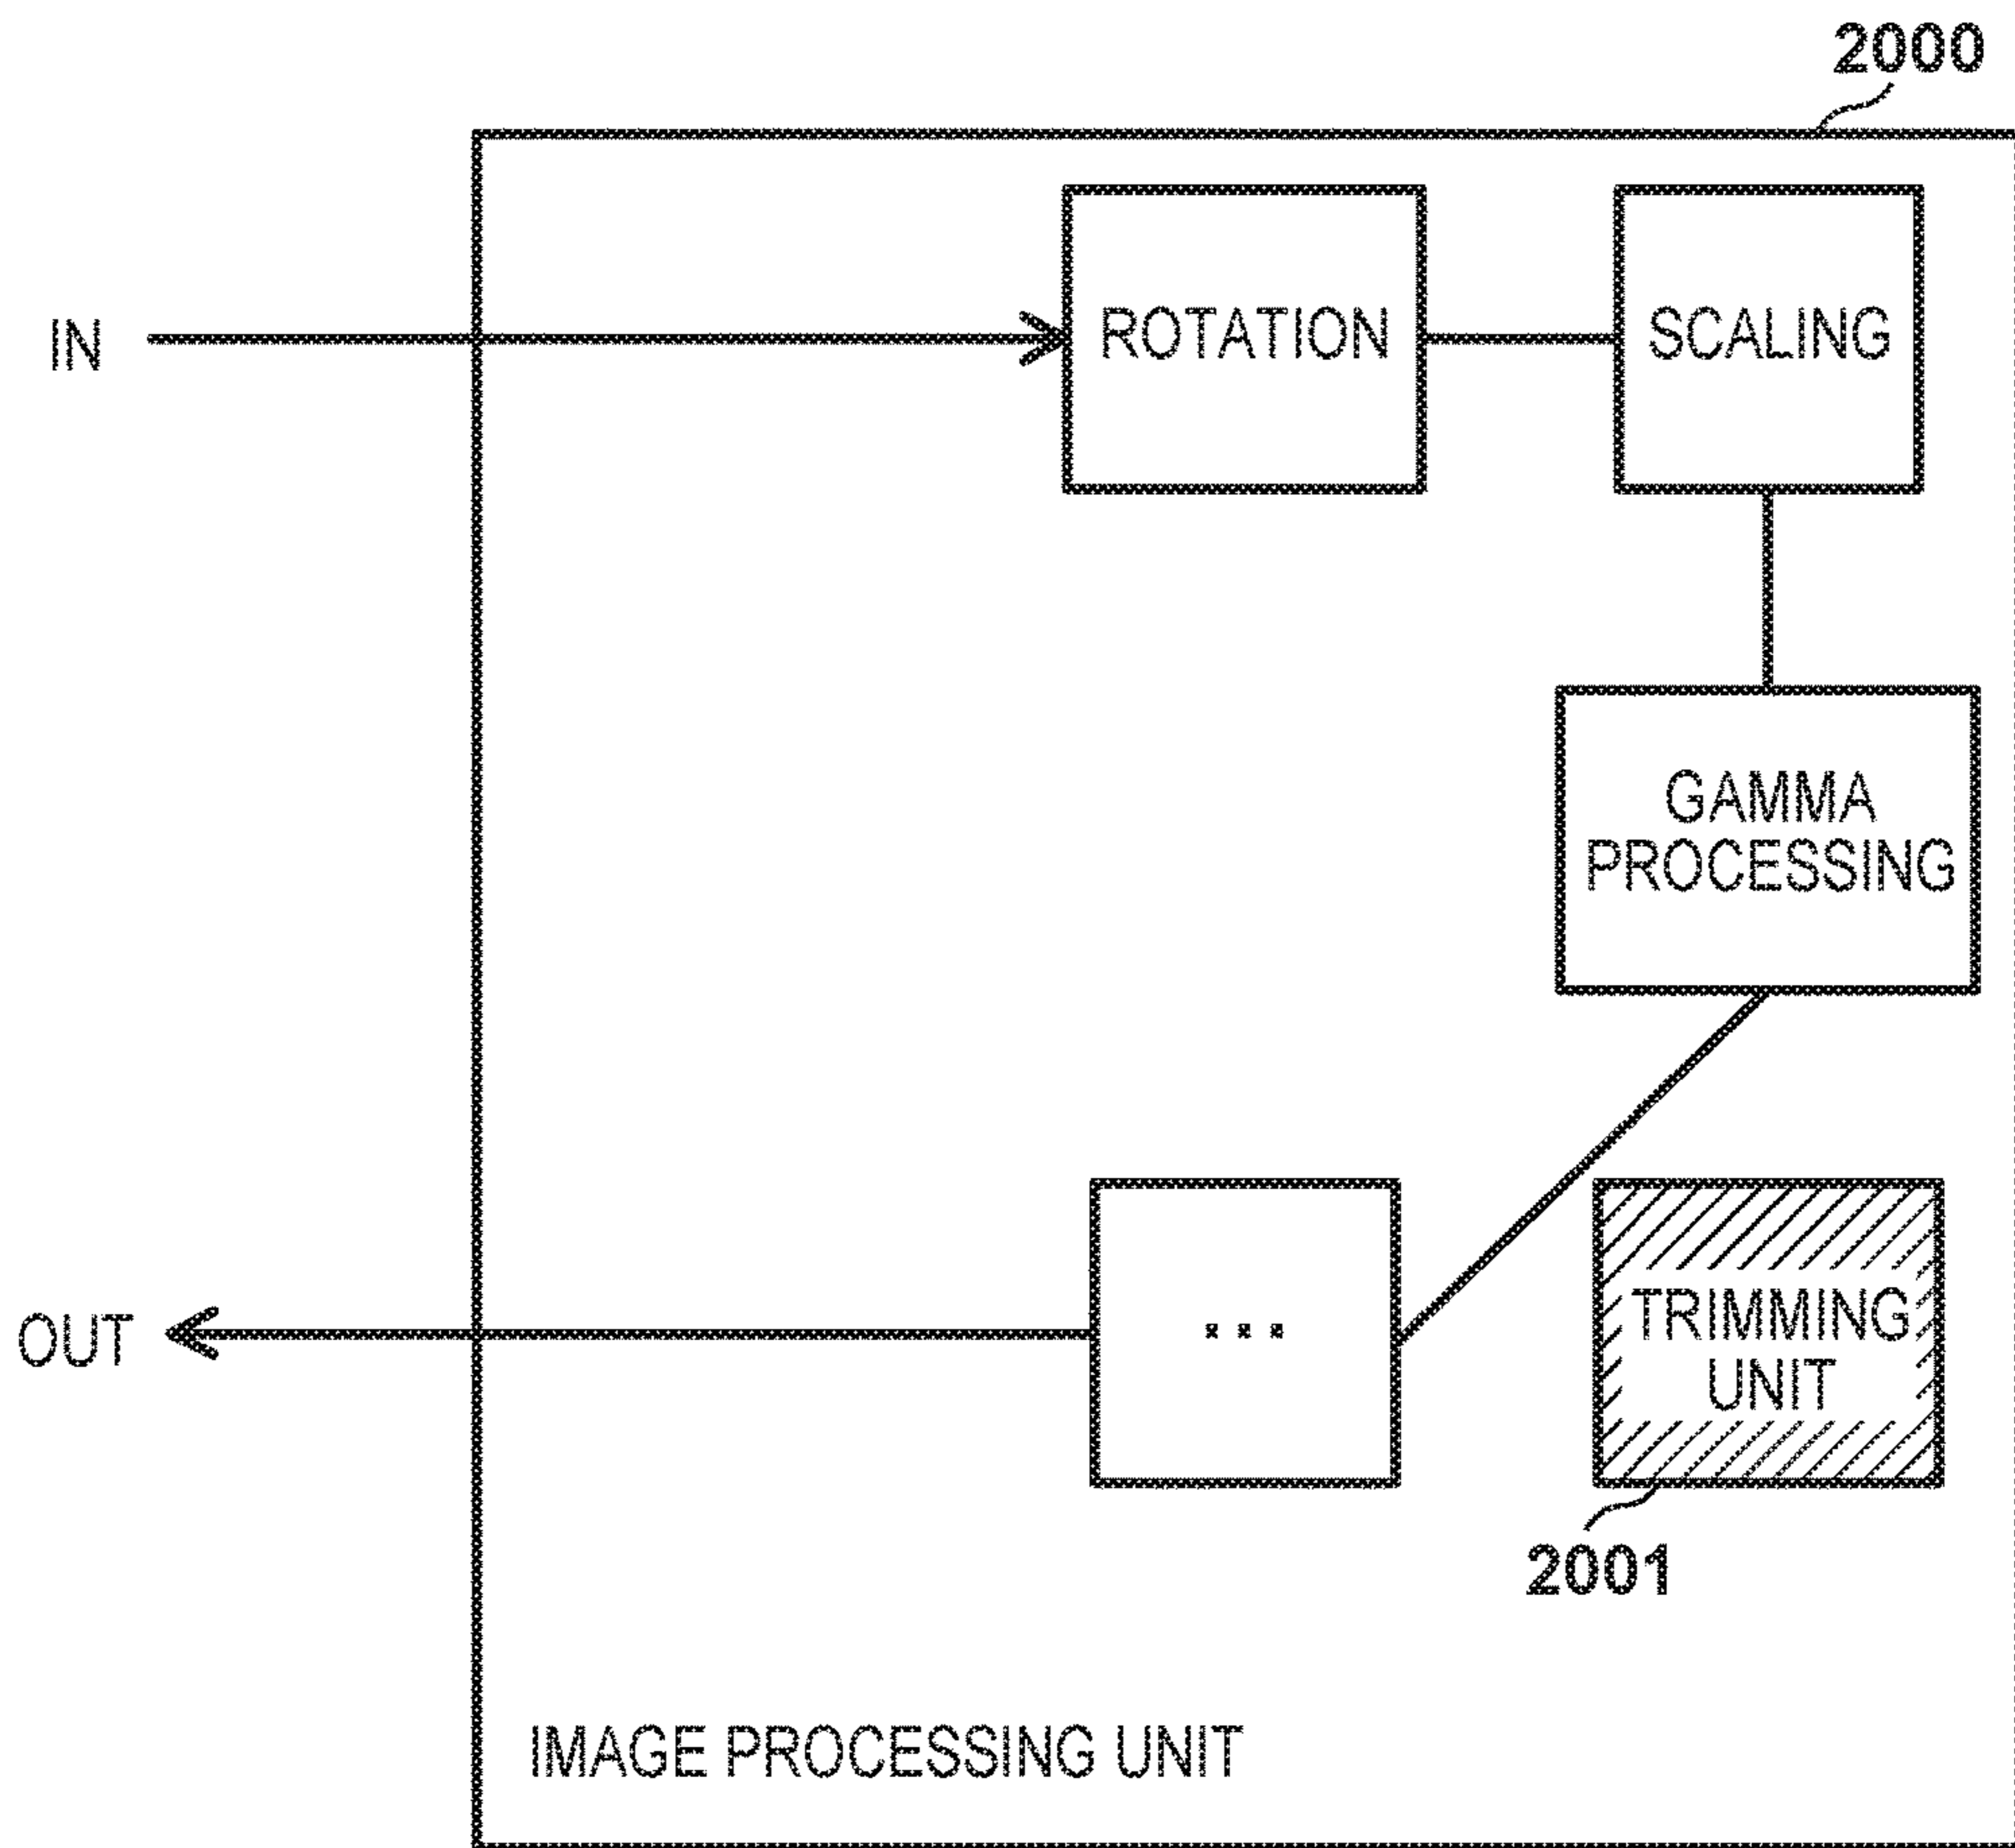 2000
IN
ROTATION
SCALING
GAMMA
PROCESSING
OUT
...
TRIMMING
UNIT
2001
IMAGE PROCESSING UNIT